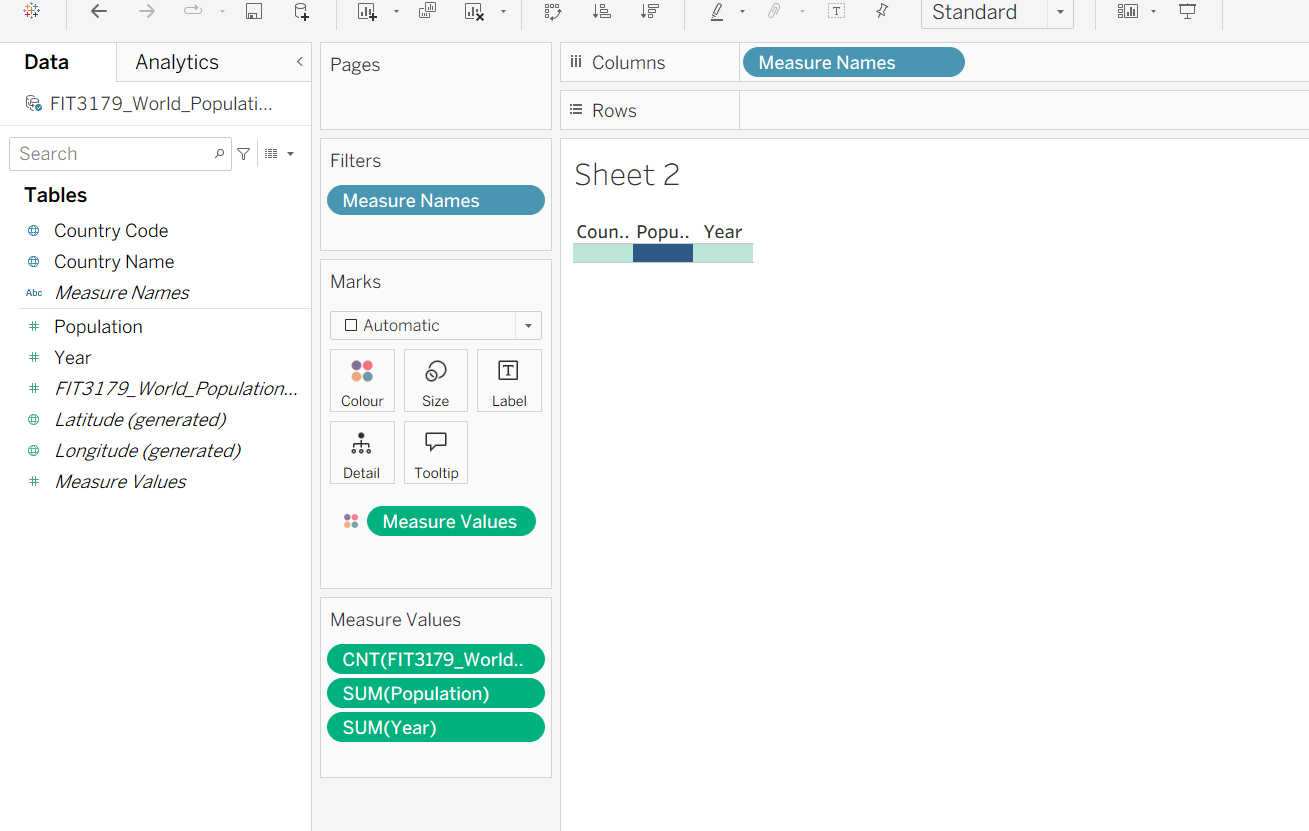 Standard
Data
Analytics
FIT3179_World_Populati...
Search
Tables
Country Code
Country Name
Abc Measure Names
Population
Year
FIT3179_World_Population...
Latitude (generated)
Longitude (generated)
Measure Values
Pages
Filters
Measure Names
Marks
Automatic
Colour Size Label
Detail Tooltip
Measure Values
Measure Values
CNT(FIT3179_World..
SUM(Population)
SUM(Year)
Columns Measure Names
Rows
Sheet 2
Coun.. Popu.. Year